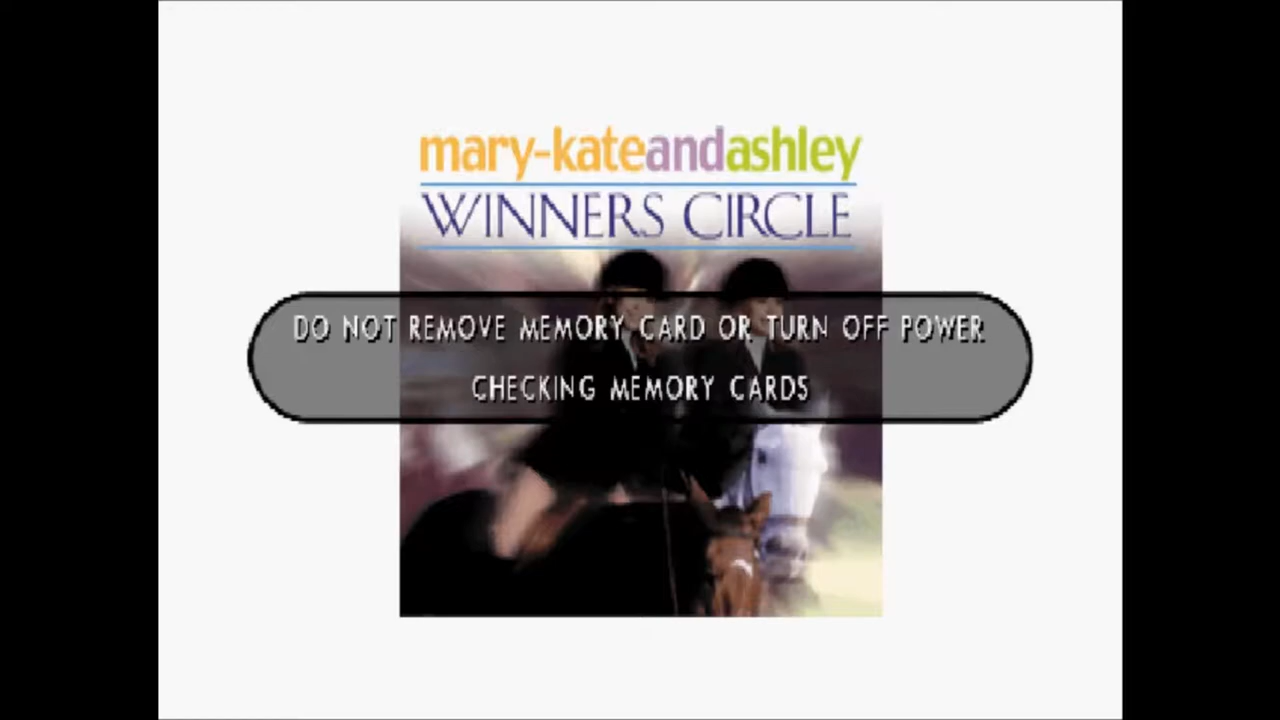 mary-kateandashley
WINNERS CIRCLE
DO NOT REMOVE MEMORY CARD OR TURN OFF POWER
CHECKING MEMORY CARDS